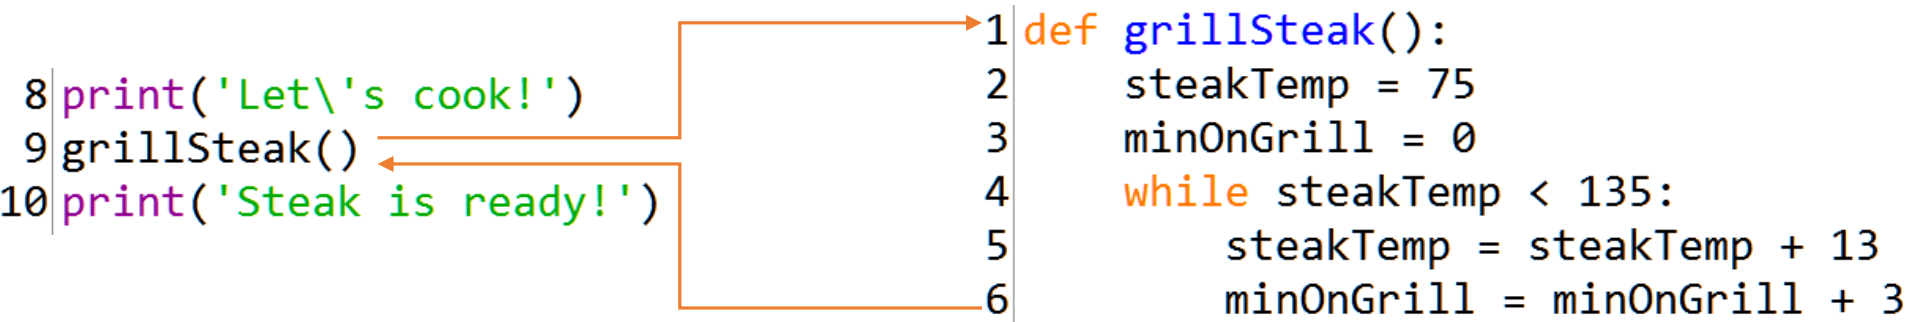 8 print('Let\'s cook!')
9 grillSteak()
10 print('Steak is ready!')
1 def grillSteak():
2     steakTemp = 75
3     minOnGrill = 0
4     while steakTemp < 135:
5         steakTemp = steakTemp + 13
6         minOnGrill = minOnGrill + 3